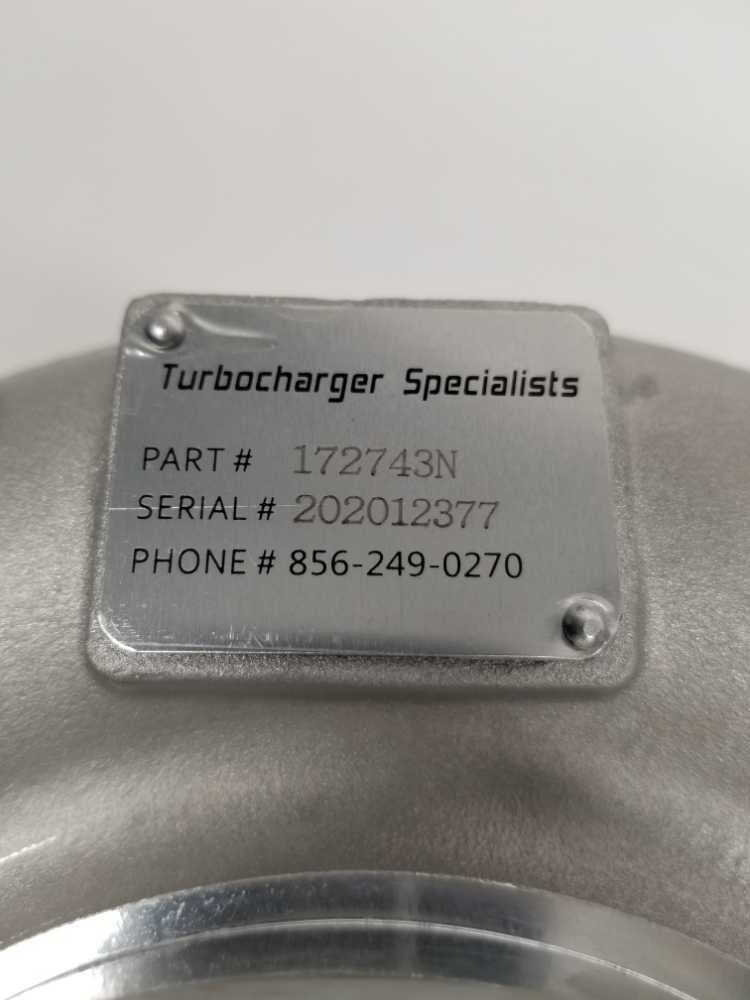 Turbocharger Specialists
PART # 172743N
SERIAL # 202012377
PHONE # 856-249-0270